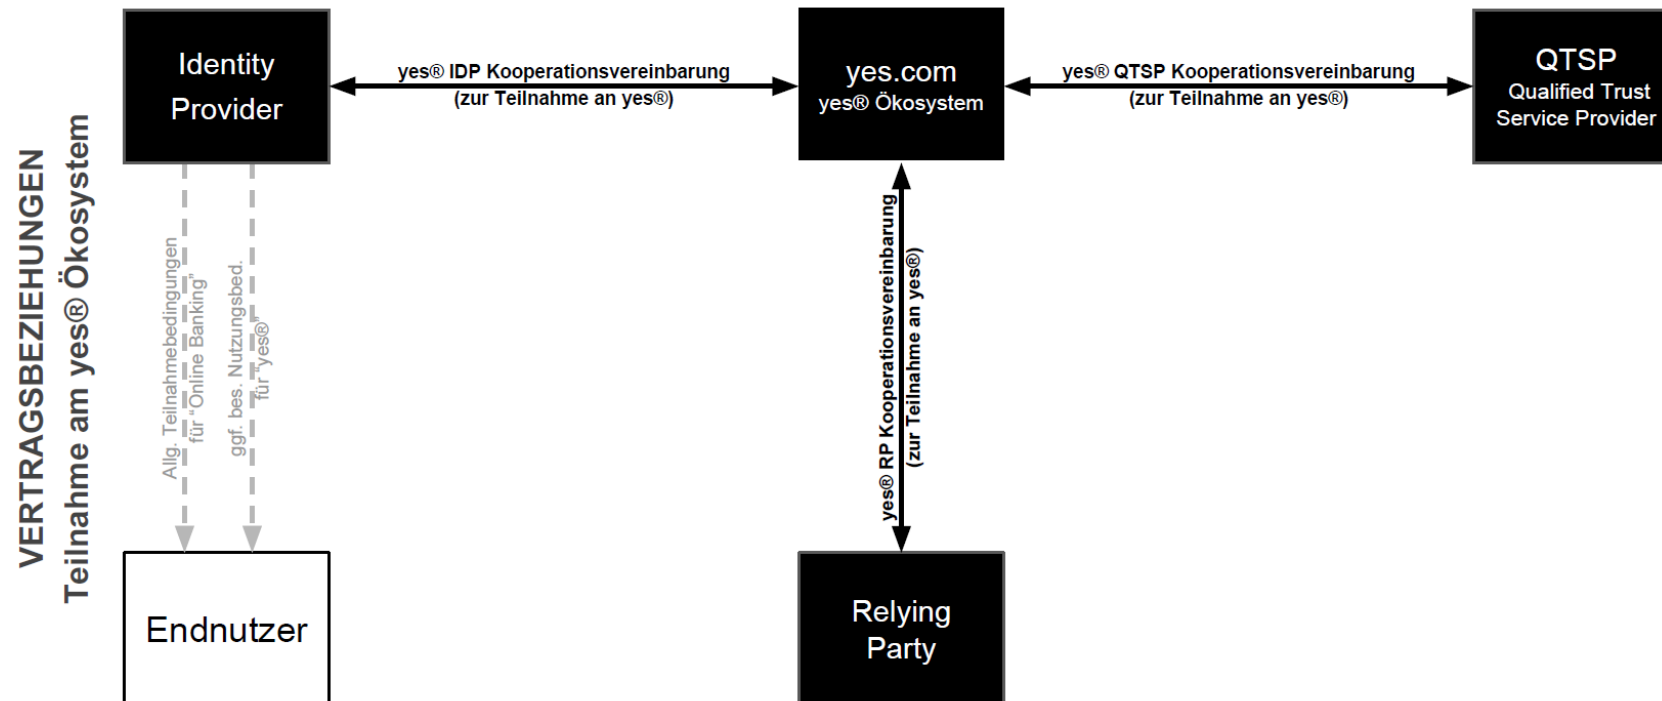 VERTRAGSBEZIEHUNGEN
Teilnahme am yes® Ökosystem
Identity
Provider
yes® IDP Kooperationsvereinbarung
(zur Teilnahme an yes®)
yes.com
yes® Ökosystem
yes® QTSP Kooperationsvereinbarung
(zur Teilnahme an yes®)
QTSP
Qualified Trust
Service Provider
Allg. Teilnahmebedingungen
für “Online Banking”
ggf. bes. Nutzungsbed.
für “yes®”
yes® RP Kooperationsvereinbarung
(zur Teilnahme an yes®)
Endnutzer
Relying
Party